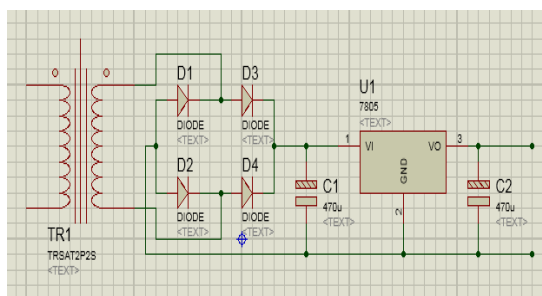 D1
DIODE
<TEXT>
D3
DIODE
<TEXT>
U1
7805
<TEXT>
1
VI
VO
3
GND
2
D2
DIODE
<TEXT>
D4
DIODE
<TEXT>
C1
470u
<TEXT>
C2
470u
<TEXT>
TR1
TRSAT2P2S
<TEXT>